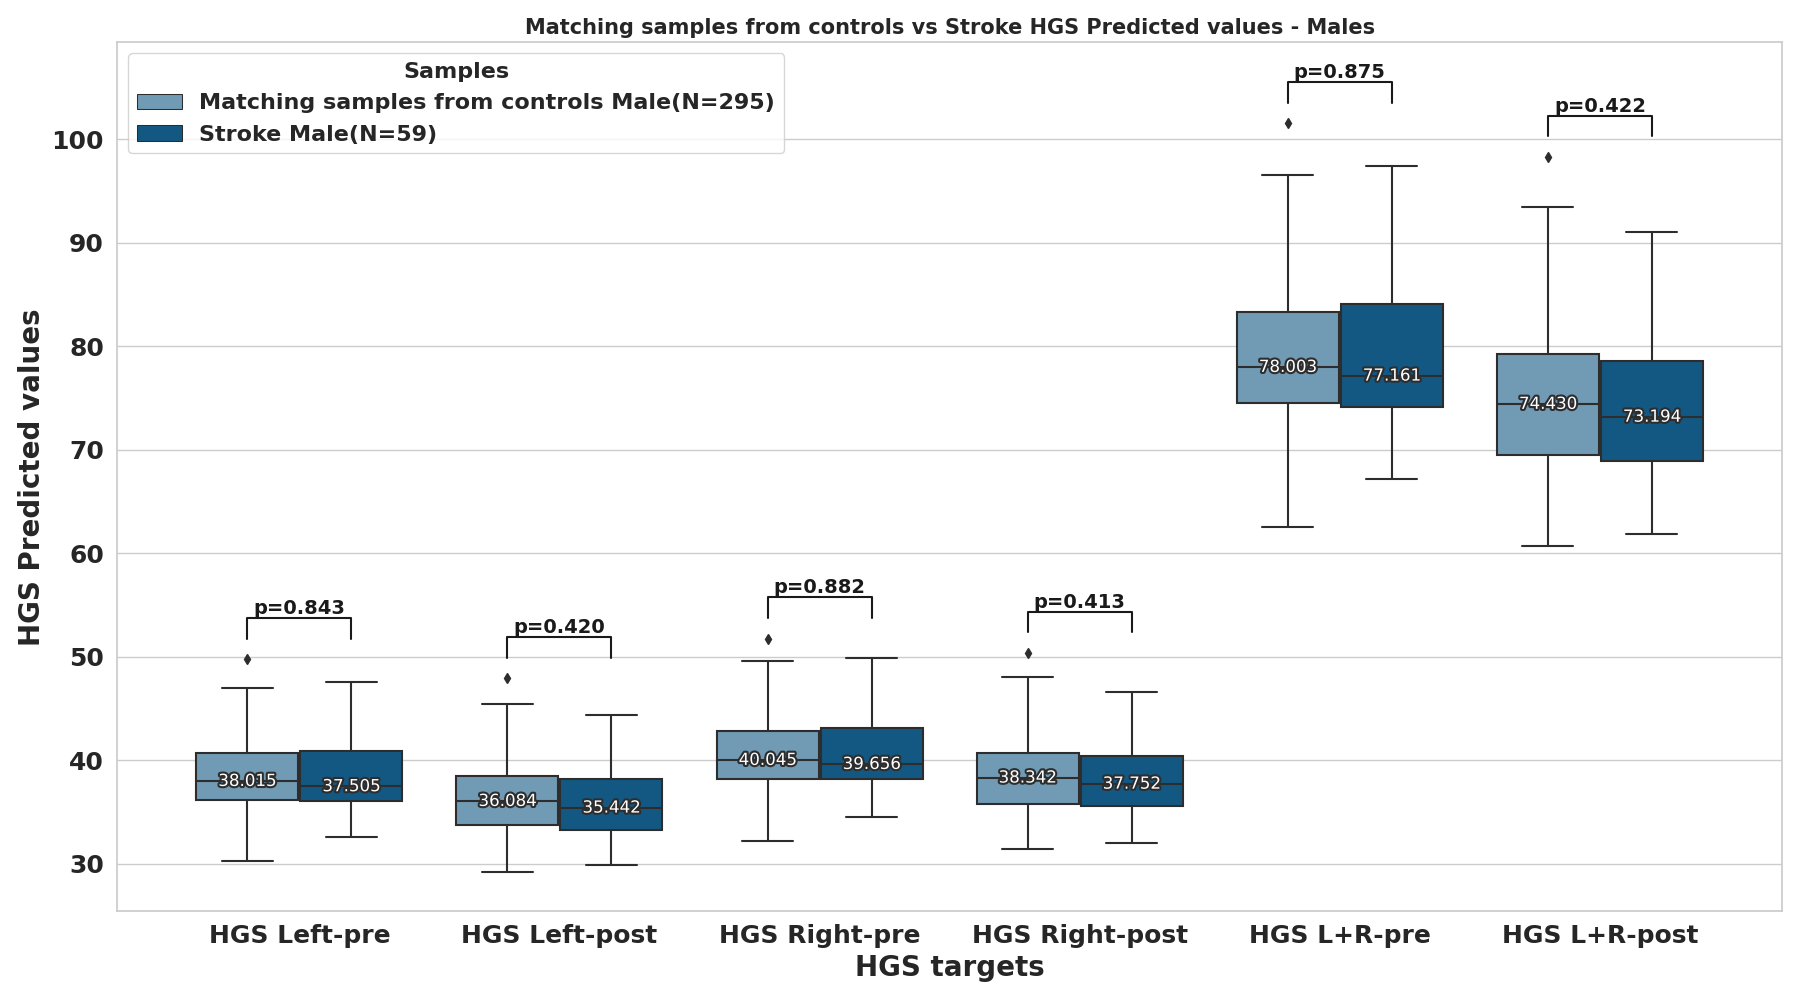 Matching samples from controls vs Stroke HGS Predicted values - Males
Samples
Matching samples from controls Male(N=295)
Stroke Male(N=59)
HGS Predicted values
100
90
80
70
60
50
40
30
p=0.843
p=0.420
p=0.882
p=0.413
p=0.875
p=0.422
38.015
37.505
36.084
35.442
40.045
39.656
38.342
37.752
78.003
77.161
74.430
73.194
HGS Left-pre
HGS Left-post
HGS Right-pre
HGS Right-post
HGS L+R-pre
HGS L+R-post
HGS targets